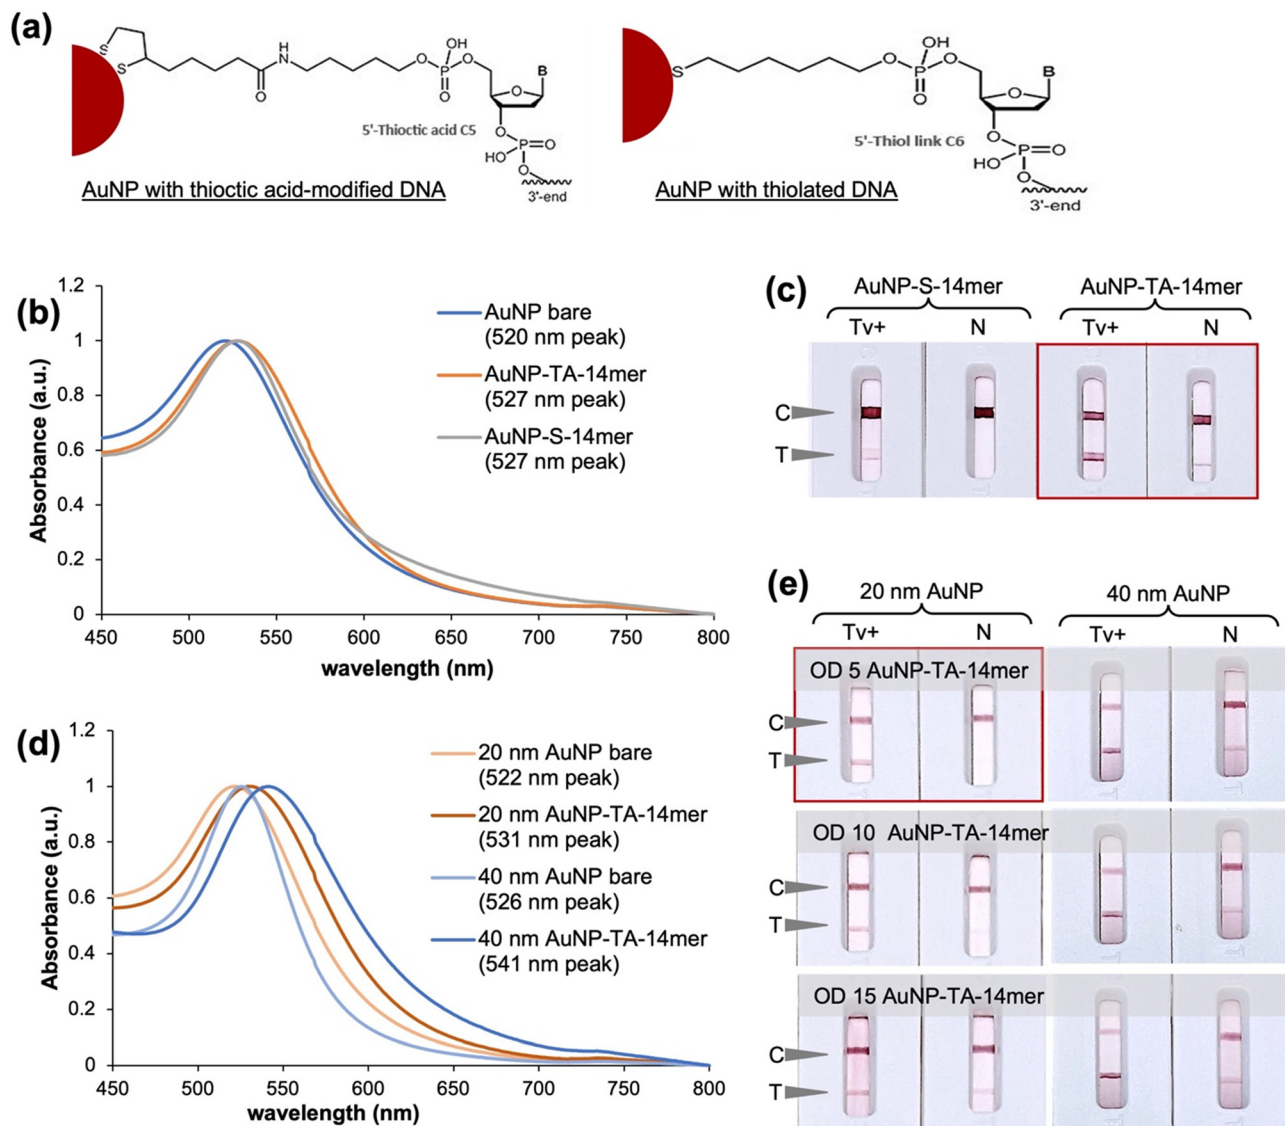 (a)
S
S
O
N
H
O
P
OH
O
O
O
B
5'-Thioctic acid C5
O
HO
P
O
O
3'-end
AuNP with thioctic acid-modified DNA
S
O
P
OH
O
O
O
B
5'-Thiol link C6
O
HO
P
O
O
3'-end
AuNP with thiolated DNA
(b)
1.2
1
0.8
0.6
0.4
0.2
0
Absorbance (a.u.)
450 500 550 600 650 700 750 800
wavelength (nm)
AuNP bare
(520 nm peak)
AuNP-TA-14mer
(527 nm peak)
AuNP-S-14mer
(527 nm peak)
(c)
AuNP-S-14mer AuNP-TA-14mer
Tv+ N Tv+ N
C
T
(d)
1.2
1
0.8
0.6
0.4
0.2
0
Absorbance (a.u.)
450 500 550 600 650 700 750 800
wavelength (nm)
20 nm AuNP bare
(522 nm peak)
20 nm AuNP-TA-14mer
(531 nm peak)
40 nm AuNP bare
(526 nm peak)
40 nm AuNP-TA-14mer
(541 nm peak)
(e)
20 nm AuNP 40 nm AuNP
Tv+ N Tv+ N
OD 5 AuNP-TA-14mer
C
T
OD 10 AuNP-TA-14mer
C
T
OD 15 AuNP-TA-14mer
C
T